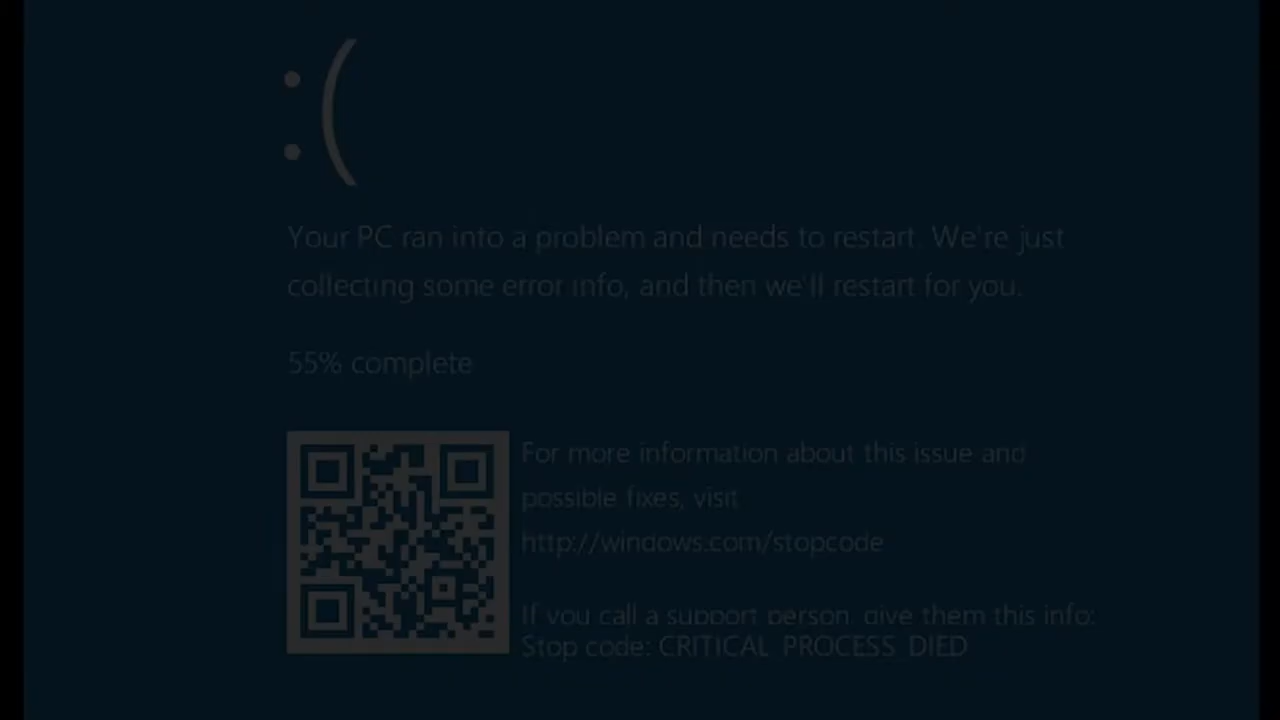 :(
Your PC ran into a problem and needs to restart. We're just
collecting some error info, and then we'll restart for you.
55% complete
For more information about this issue and
possible fixes, visit
http://windows.com/stopcode
If you call a support person, give them this info:
Stop code: CRITICAL_PROCESS_DIED